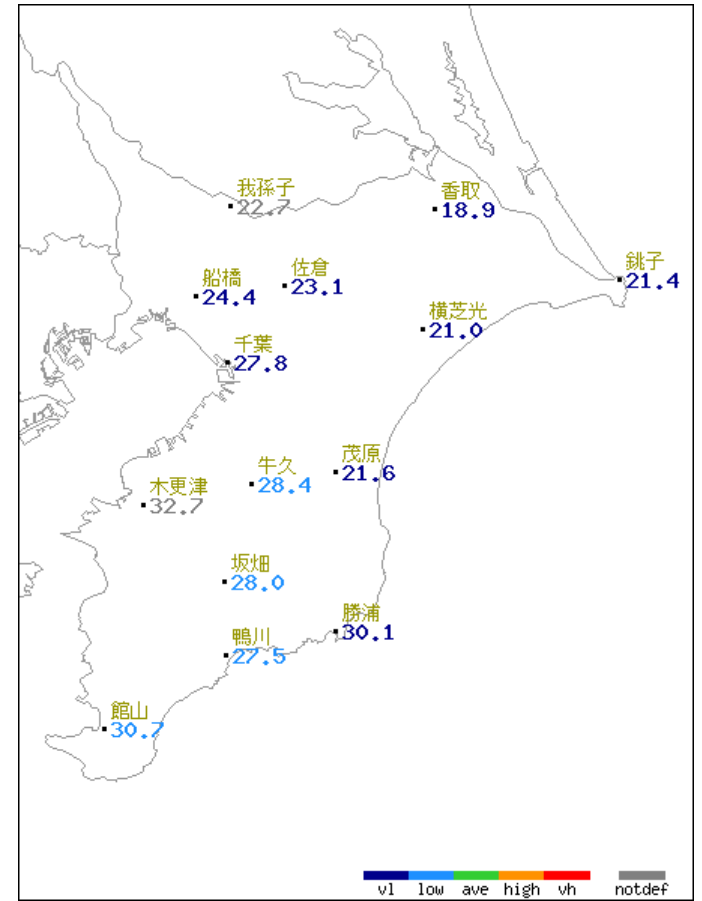 我孫子
22.7
香取
18.9
銚子
21.4
船橋
24.4
佐倉
23.1
横芝光
21.0
千葉
27.8
茂原
21.6
牛久
28.4
木更津
32.7
坂畑
28.0
勝浦
30.1
鴨川
27.5
館山
30.7
vl low ave high vh notdef